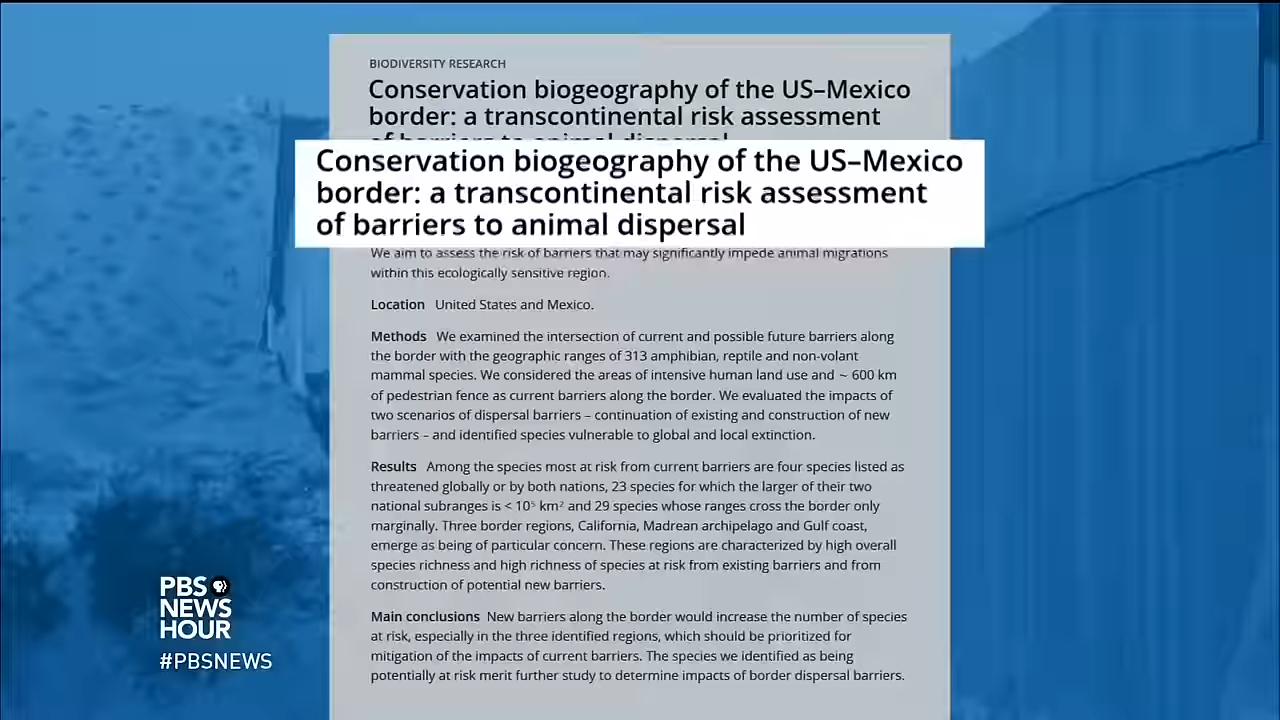 BIODIVERSITY RESEARCH
Conservation biogeography of the US–Mexico
border: a transcontinental risk assessment
of barriers to animal dispersal
Conservation biogeography of the US–Mexico
border: a transcontinental risk assessment
of barriers to animal dispersal
We aim to assess the risk of barriers that may significantly impede animal migrations
within this ecologically sensitive region.
Location United States and Mexico.
Methods We examined the intersection of current and possible future barriers along
the border with the geographic ranges of 313 amphibian, reptile and non-volant
mammal species. We considered the areas of intensive human land use and ~ 600 km
of pedestrian fence as current barriers along the border. We evaluated the impacts of
two scenarios of dispersal barriers – continuation of existing and construction of new
barriers – and identified species vulnerable to global and local extinction.
Results Among the species most at risk from current barriers are four species listed as
threatened globally or by both nations, 23 species for which the larger of their two
national subranges is < 10⁵ km² and 29 species whose ranges cross the border only
marginally. Three border regions, California, Madrean archipelago and Gulf coast,
emerge as being of particular concern. These regions are characterized by high overall
species richness and high richness of species at risk from existing barriers and from
construction of potential new barriers.
Main conclusions New barriers along the border would increase the number of species
at risk, especially in the three identified regions, which should be prioritized for
mitigation of the impacts of current barriers. The species we identified as being
potentially at risk merit further study to determine impacts of border dispersal barriers.
PBS
NEWS
HOUR
#PBSNEWS